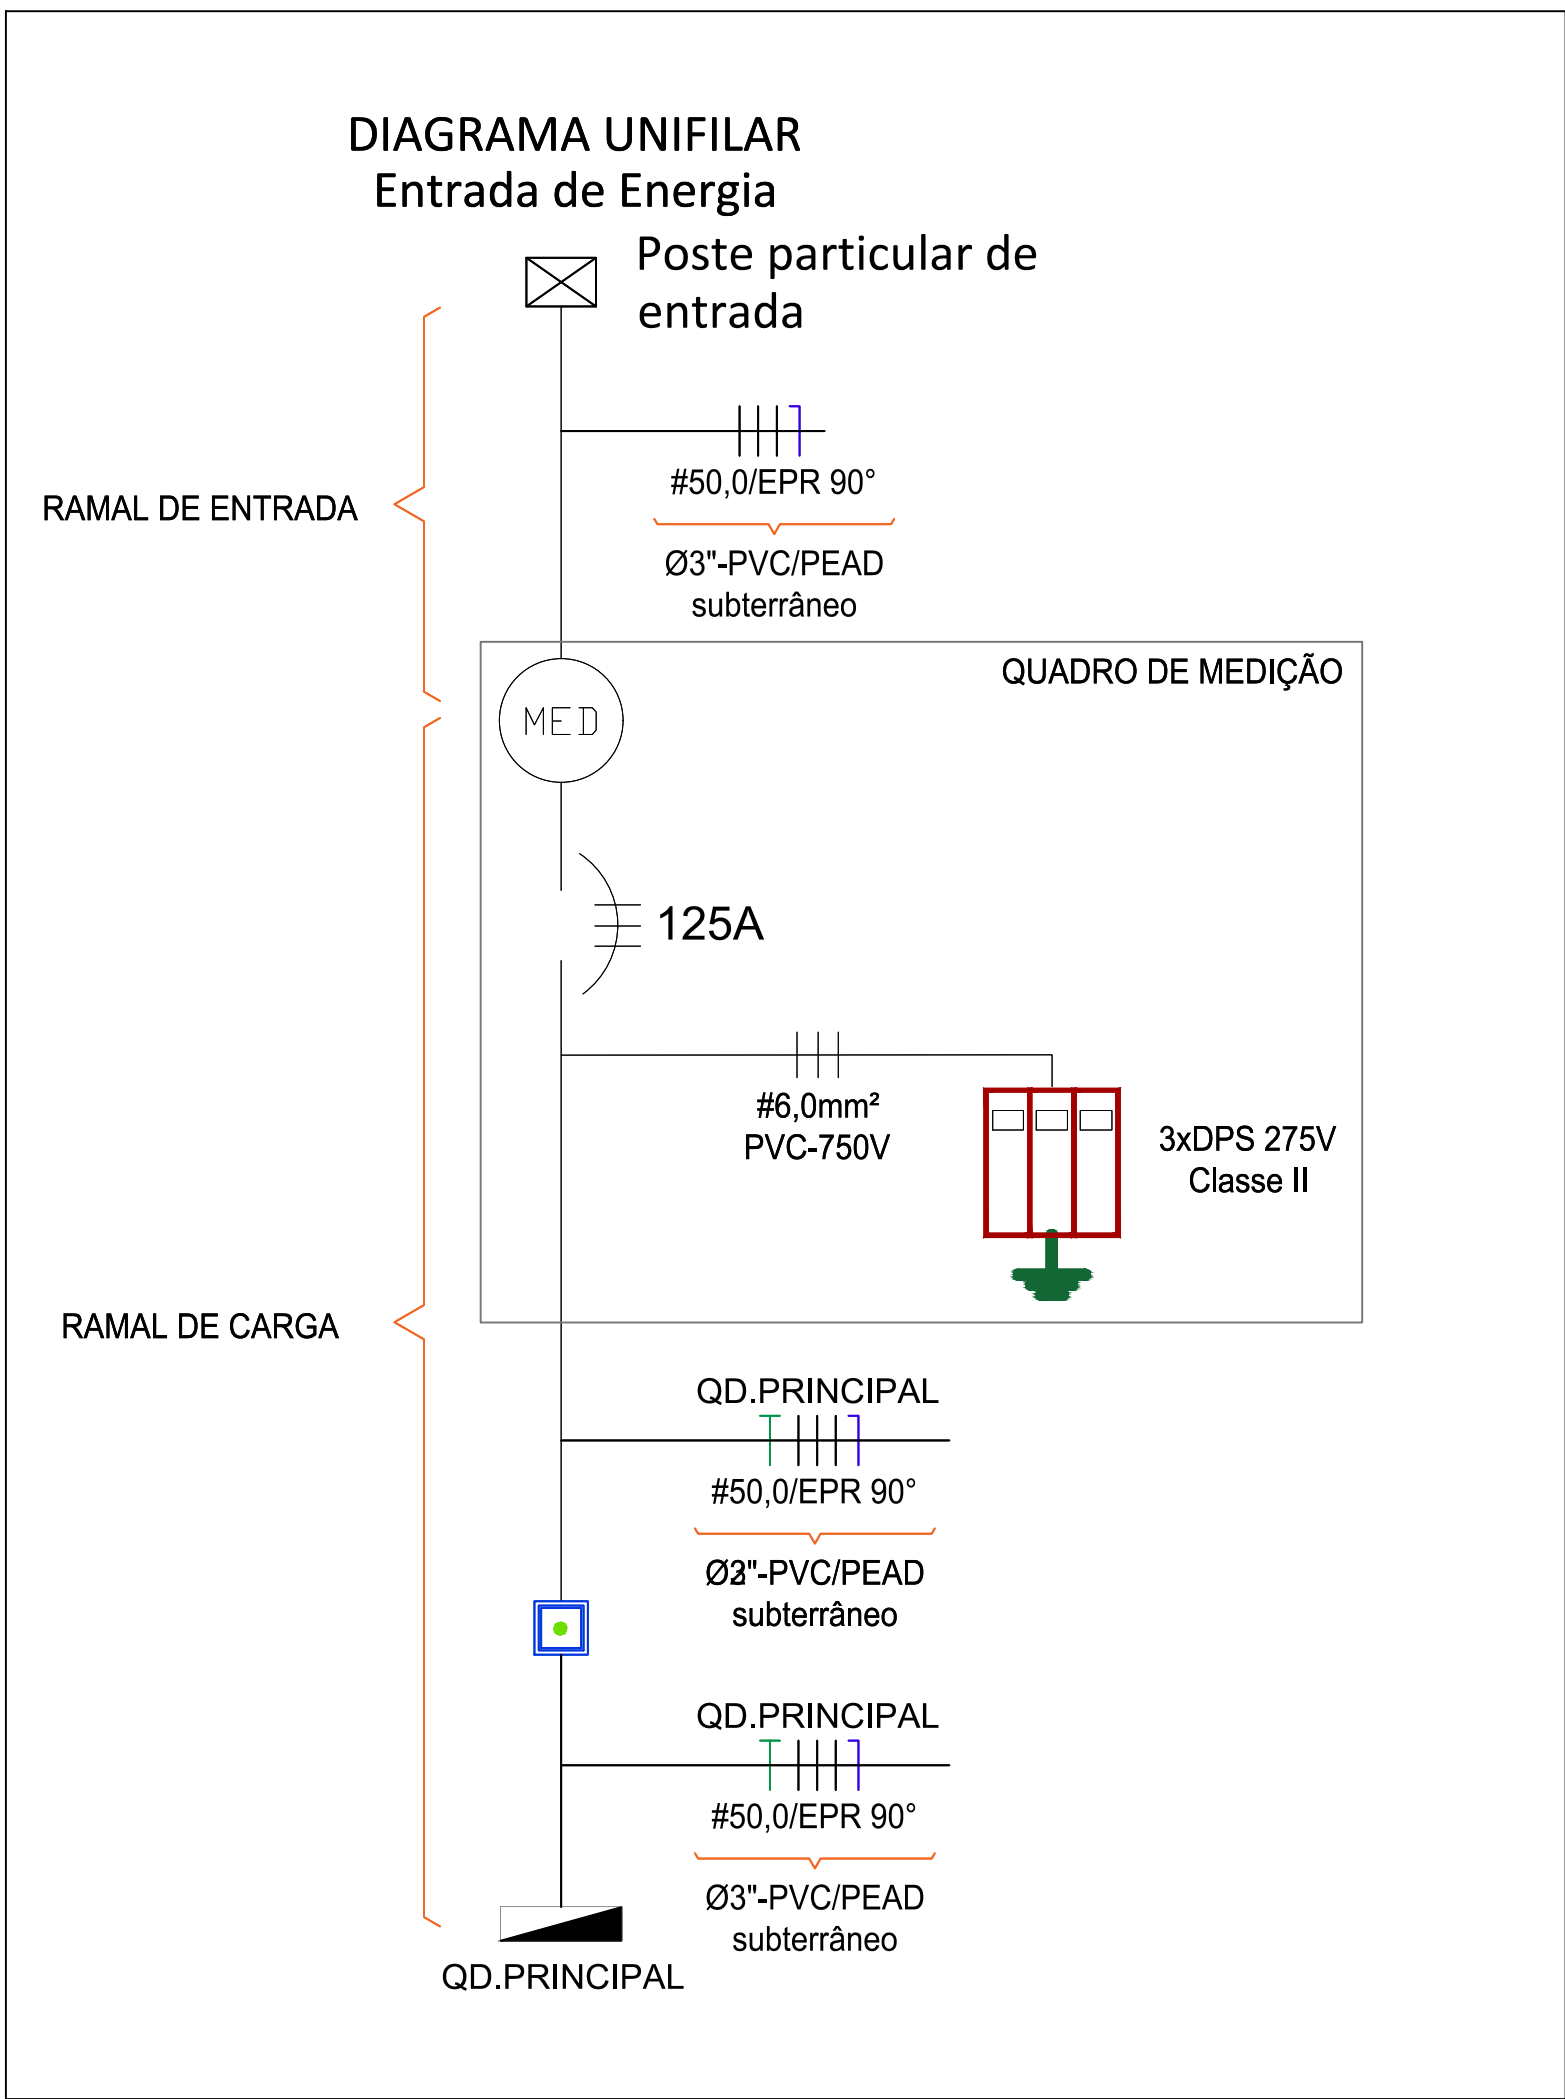 DIAGRAMA UNIFILAR
Entrada de Energia
Poste particular de
entrada
#50,0/EPR 90°
RAMAL DE ENTRADA
Ø3"-PVC/PEAD
subterrâneo
QUADRO DE MEDIÇÃO
MED
125A
#6,0mm²
PVC-750V
3xDPS 275V
Classe II
RAMAL DE CARGA
QD.PRINCIPAL
#50,0/EPR 90°
subterrâneo
QD.PRINCIPAL
#50,0/EPR 90°
Ø3"-PVC/PEAD
subterrâneo
QD.PRINCIPAL